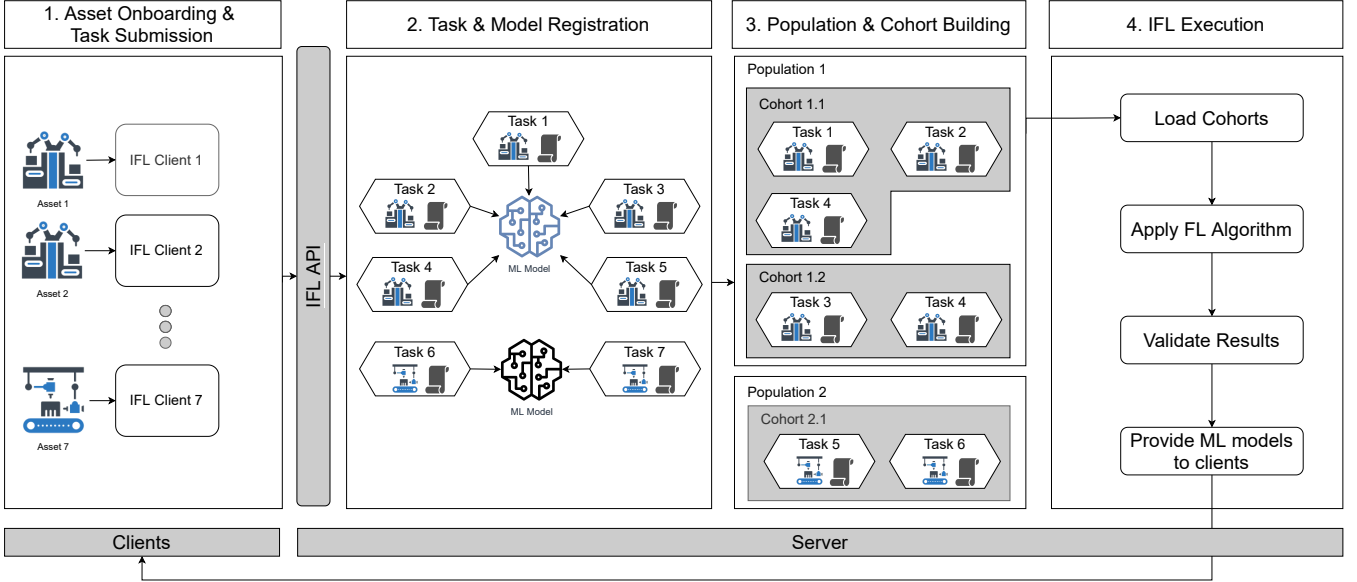 1. Asset Onboarding &
Task Submission
2. Task & Model Registration
3. Population & Cohort Building
4. IFL Execution
IFL Client 1
Asset 1
IFL Client 2
Asset 2
IFL Client 7
Asset 7
IFL API
Task 1
Task 2
Task 3
ML Model
Task 4
Task 5
Task 6
Task 7
ML Model
Population 1
Cohort 1.1
Task 1
Task 2
Task 4
Cohort 1.2
Task 3
Task 4
Population 2
Cohort 2.1
Task 5
Task 6
Load Cohorts
Apply FL Algorithm
Validate Results
Provide ML models
to clients
Clients
Server